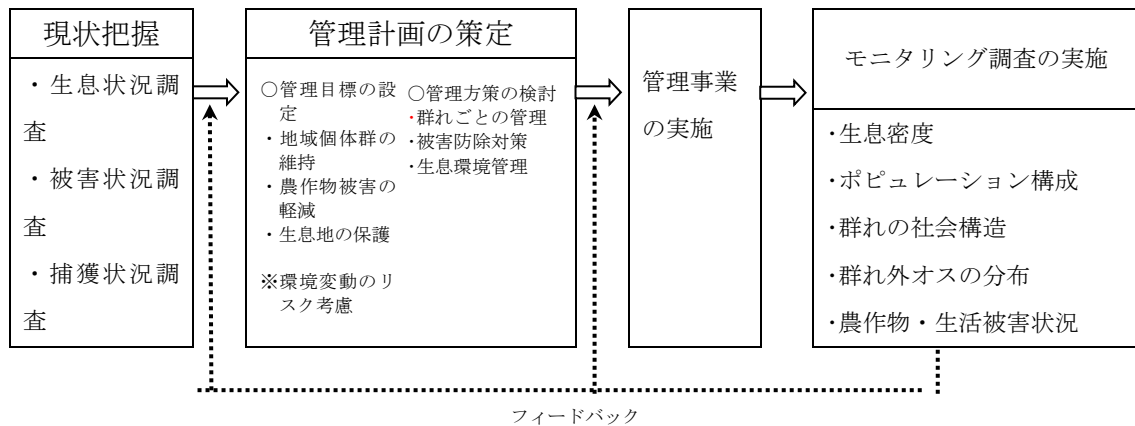 現状把握
・生息状況調
査
・被害状況調
査
・捕獲状況調
査
管理計画の策定
○管理目標の設
定
・地域個体群の
維持
・農作物被害の
軽減
・生息地の保護
※環境変動のリ
スク考慮
○管理方策の検討
・群れごとの管理
・被害防除対策
・生息環境管理
管理事業
の実施
モニタリング調査の実施
・生息密度
・ポピュレーション構成
・群れの社会構造
・群れ外オスの分布
・農作物・生活被害状況
フィードバック